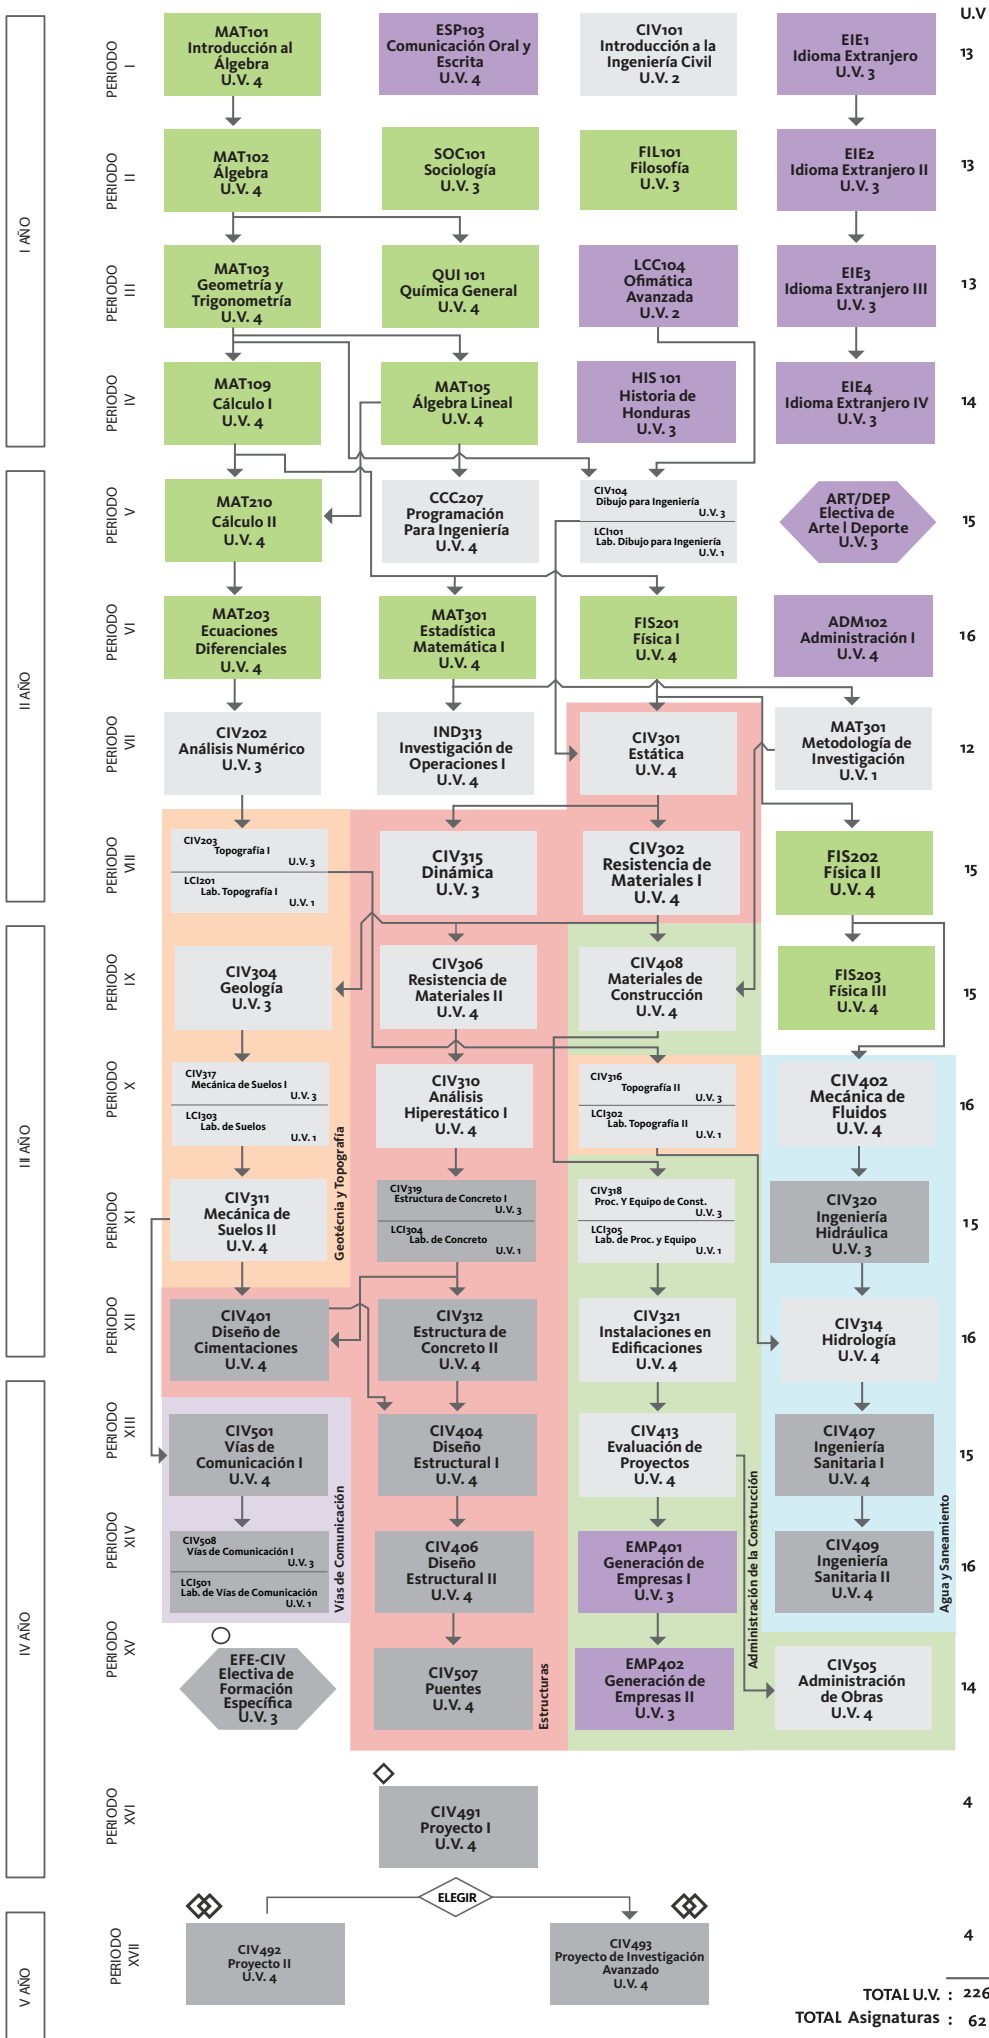 U.V
I AÑO
PERIODO
I
MAT101
Introducción al
Álgebra
U.V. 4
ESP103
Comunicación Oral y
Escrita
U.V. 4
CIV101
Introducción a la
Ingeniería Civil
U.V. 2
EIE1
Idioma Extranjero
U.V. 3
13
PERIODO
II
MAT102
Álgebra
U.V. 4
SOC101
Sociología
U.V. 3
FIL101
Filosofía
U.V. 3
EIE2
Idioma Extranjero II
U.V. 3
13
PERIODO
III
MAT103
Geometría y
Trigonometría
U.V. 4
QUI 101
Química General
U.V. 4
LCC104
Ofimática
Avanzada
U.V. 2
EIE3
Idioma Extranjero III
U.V. 3
13
PERIODO
IV
MAT109
Cálculo I
U.V. 4
MAT105
Álgebra Lineal
U.V. 4
HIS 101
Historia de
Honduras
U.V. 3
EIE4
Idioma Extranjero IV
U.V. 3
14
II AÑO
PERIODO
V
MAT210
Cálculo II
U.V. 4
CCC207
Programación
Para Ingeniería
U.V. 4
CIV104
Dibujo para Ingeniería
U.V. 3
LCI101
Lab. Dibujo para Ingeniería
U.V. 1
ART/DEP
Electiva de
Arte l Deporte
U.V. 3
15
PERIODO
VI
MAT203
Ecuaciones
Diferenciales
U.V. 4
MAT301
Estadística
Matemática I
U.V. 4
FIS201
Física I
U.V. 4
ADM102
Administración I
U.V. 4
16
PERIODO
VII
CIV202
Análisis Numérico
U.V. 3
IND313
Investigación de
Operaciones I
U.V. 4
CIV301
Estática
U.V. 4
MAT301
Metodología de
Investigación
U.V. 1
12
PERIODO
VIII
CIV203
Topografía I
U.V. 3
LCI201
Lab. Topografía I
U.V. 1
CIV315
Dinámica
U.V. 3
CIV302
Resistencia de
Materiales I
U.V. 4
FIS202
Física II
U.V. 4
15
III AÑO
PERIODO
IX
CIV304
Geología
U.V. 3
CIV306
Resistencia de
Materiales II
U.V. 4
CIV408
Materiales de
Construcción
U.V. 4
FIS203
Física III
U.V. 4
15
PERIODO
X
CIV317
Mecánica de Suelos I
U.V. 3
LCI303
Lab. de Suelos
U.V. 1
CIV310
Análisis
Hiperestático I
U.V. 4
CIV316
Topografía II
U.V. 3
LCI302
Lab. Topografía II
U.V. 1
CIV402
Mecánica de
Fluidos
U.V. 4
16
Geotécnia y Topografía
PERIODO
XI
CIV311
Mecánica de
Suelos II
U.V. 4
CIV319
Estructura de Concreto I
U.V. 3
LCI304
Lab. de Concreto
U.V. 1
CIV318
Proc. Y Equipo de Const.
U.V. 3
LCI305
Lab. de Proc. y Equipo
U.V. 1
CIV320
Ingeniería
Hidráulica
U.V. 3
15
PERIODO
XII
CIV401
Diseño de
Cimentaciones
U.V. 4
CIV312
Estructura de
Concreto II
U.V. 4
CIV321
Instalaciones en
Edificaciones
U.V. 4
CIV314
Hidrología
U.V. 4
16
IV AÑO
PERIODO
XIII
CIV501
Vías de
Comunicación I
U.V. 4
CIV404
Diseño
Estructural I
U.V. 4
CIV413
Evaluación de
Proyectos
U.V. 4
CIV407
Ingeniería
Sanitaria I
U.V. 4
15
PERIODO
XIV
CIV508
Vías de Comunicación I
U.V. 3
LCI501
Lab. de Vías de Comunicación
U.V. 1
Vías de Comunicación
CIV406
Diseño
Estructural II
U.V. 4
EMP401
Generación de
Empresas I
U.V. 3
Administración de la Construcción
CIV409
Ingeniería
Sanitaria II
U.V. 4
Agua y Saneamiento
16
PERIODO
XV
EFE-CIV
Electiva de
Formación
Específica
U.V. 3
CIV507
Puentes
U.V. 4
Estructuras
EMP402
Generación de
Empresas II
U.V. 3
CIV505
Administración
de Obras
U.V. 4
14
PERIODO
XVI
CIV491
Proyecto I
U.V. 4
4
ELEGIR
V AÑO
PERIODO
XVII
CIV492
Proyecto II
U.V. 4
CIV493
Proyecto de Investigación
Avanzado
U.V. 4
4
TOTAL U.V. : 226
TOTAL Asignaturas : 62